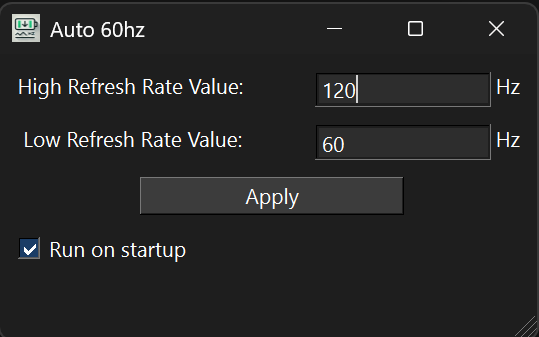 Auto 60hz
High Refresh Rate Value: 120 Hz
Low Refresh Rate Value: 60 Hz
Apply
Run on startup